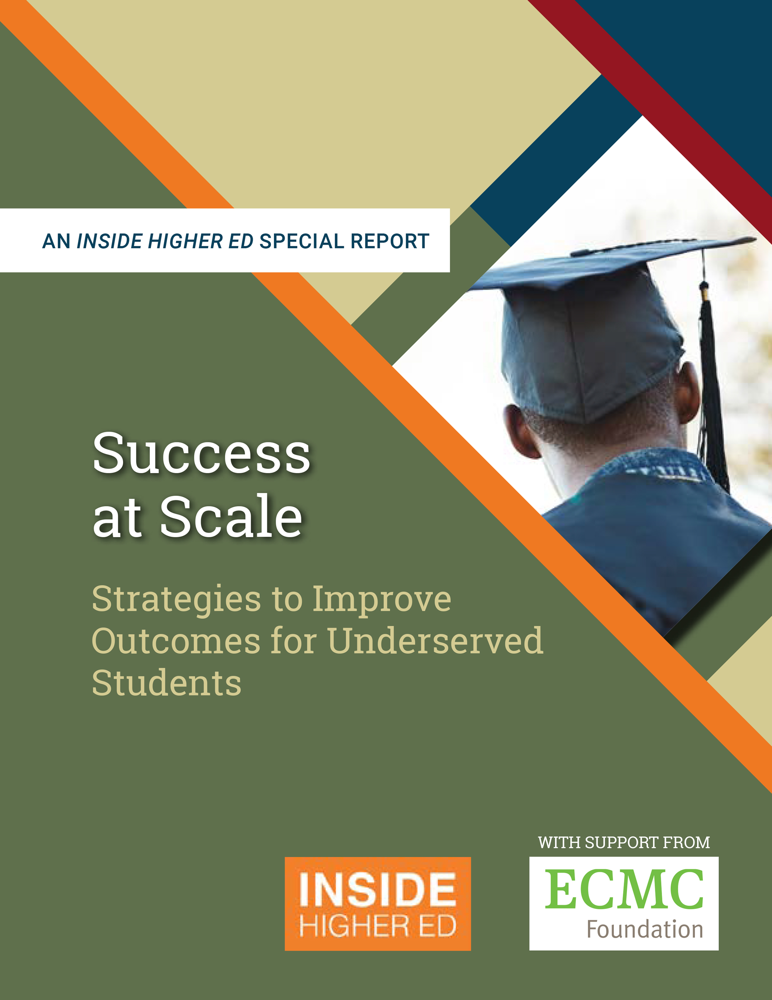 AN INSIDE HIGHER ED SPECIAL REPORT
Success
at Scale
Strategies to Improve
Outcomes for Underserved
Students
WITH SUPPORT FROM
INSIDE
HIGHER ED
ECMC
Foundation